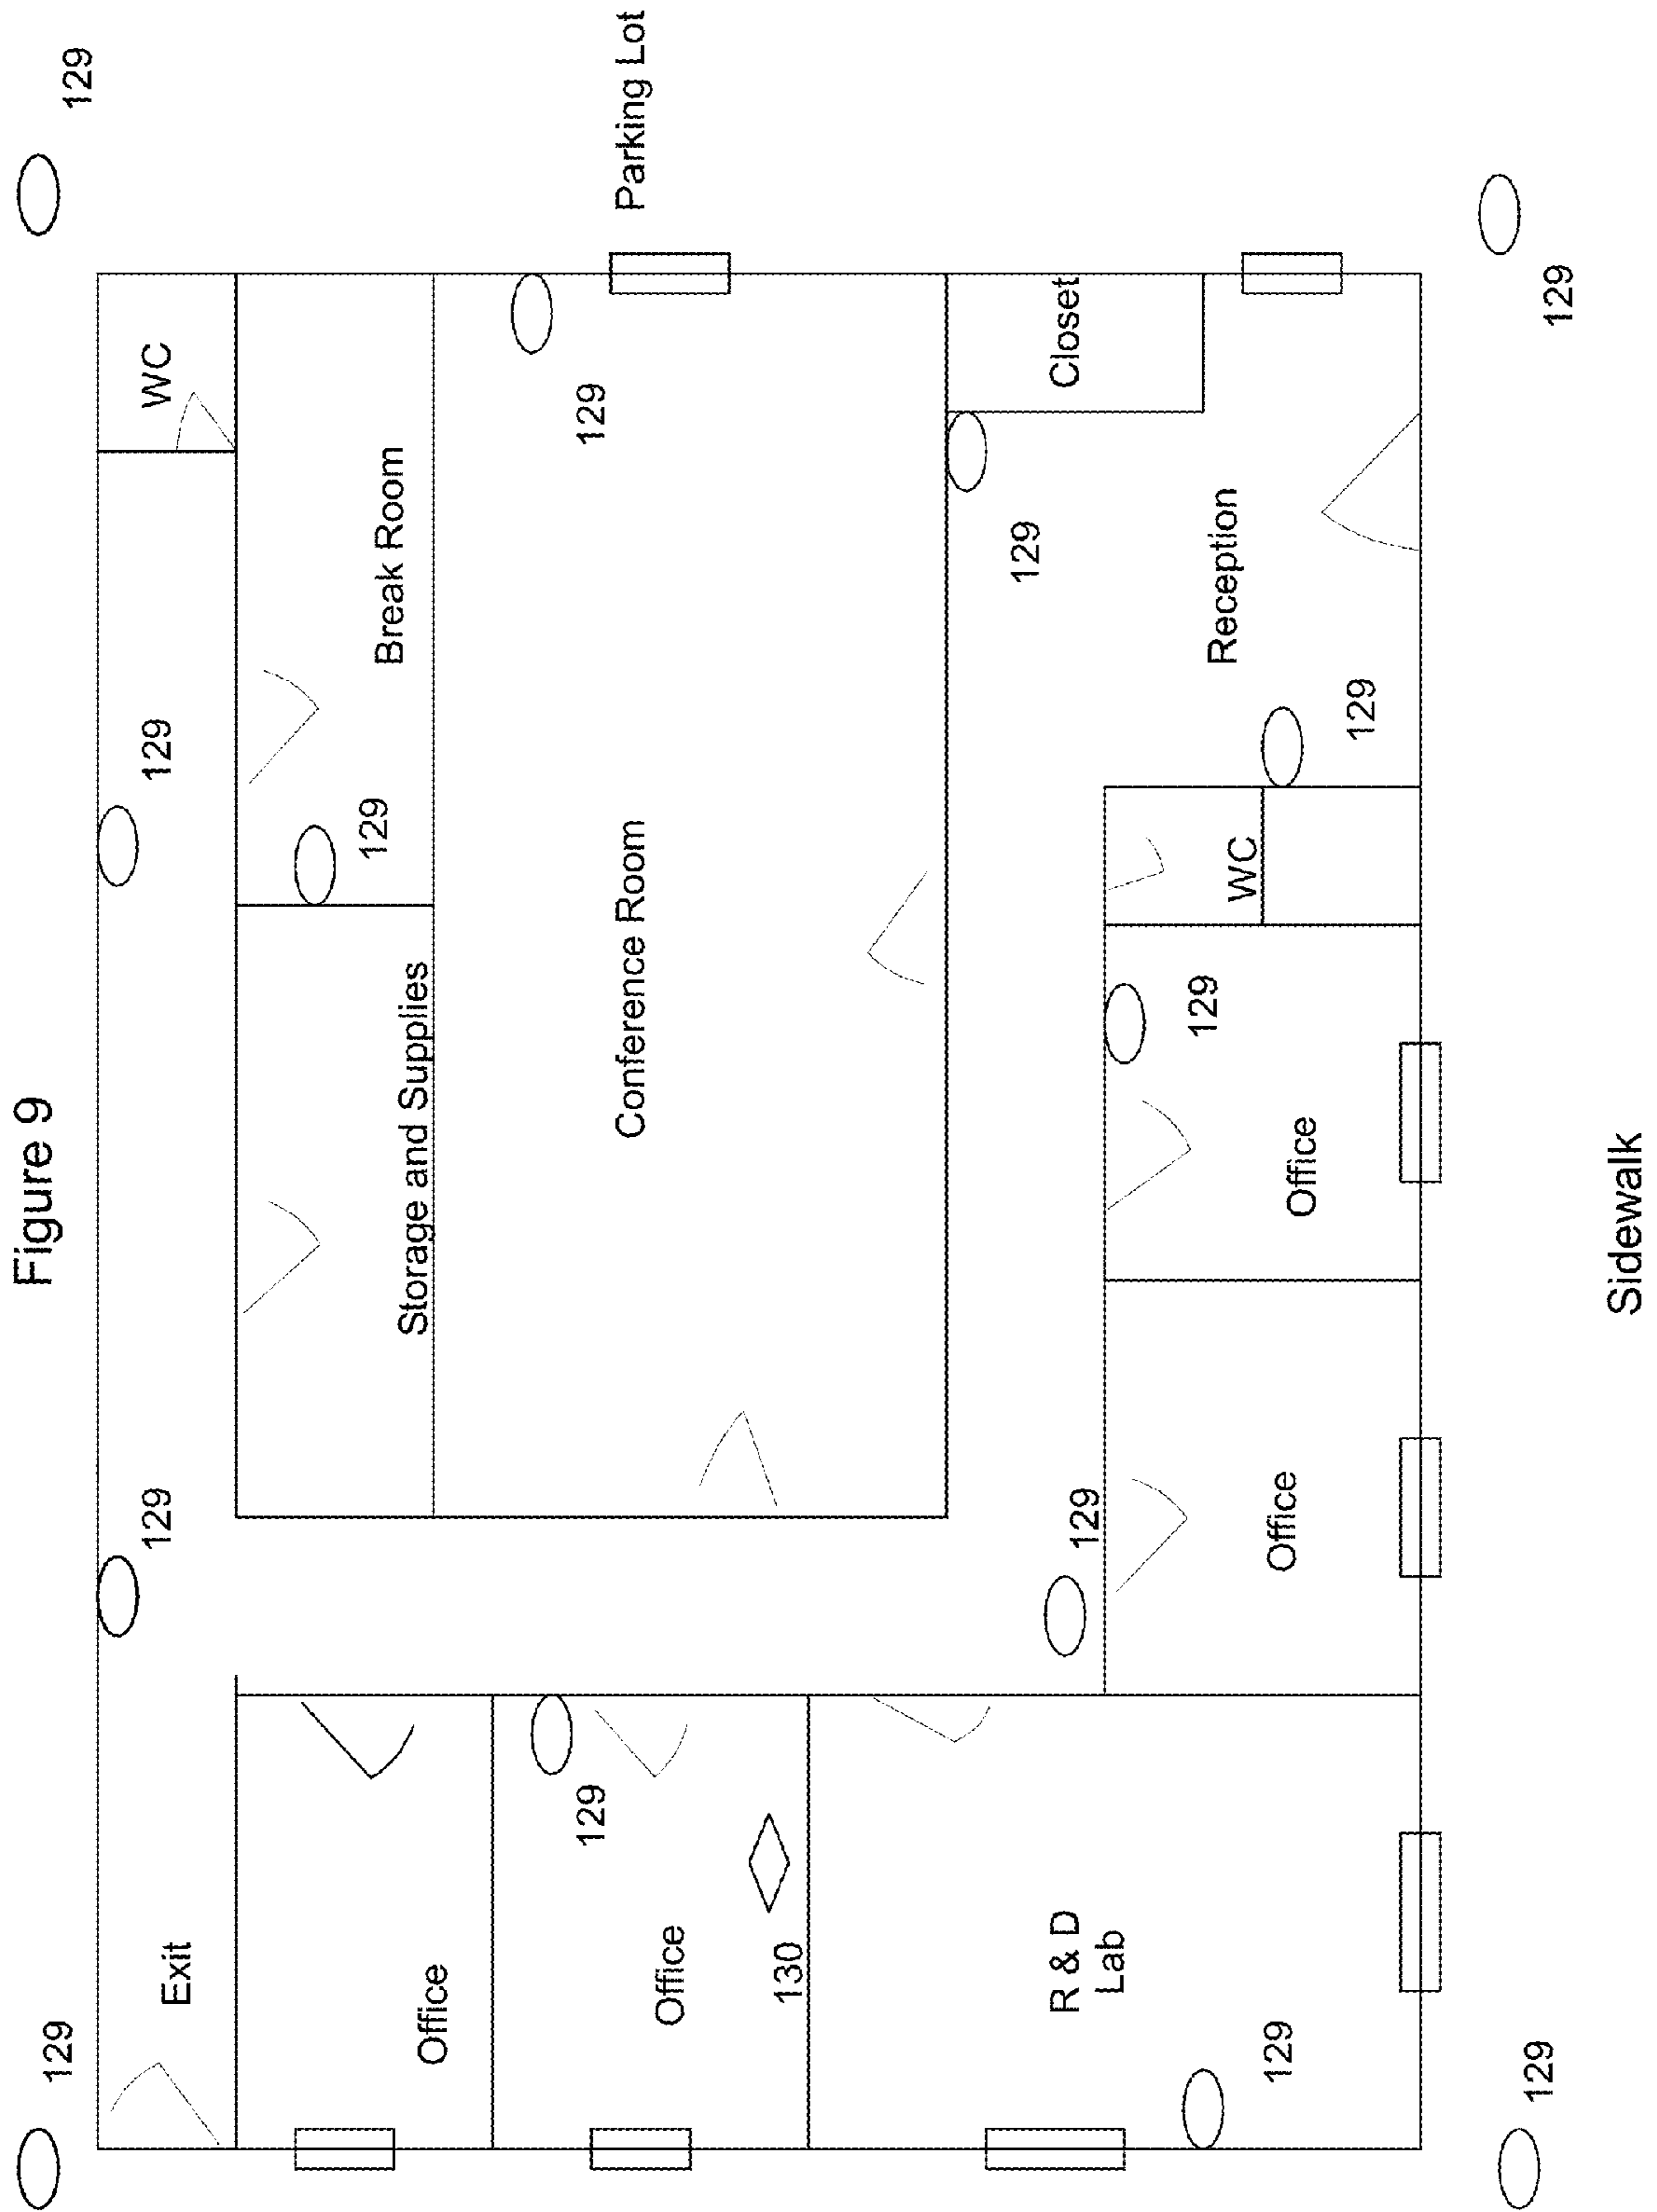 Figure 9
129
129
Exit
129
129
WC
129
Break Room
Storage and Supplies
Office
129
129
Conference Room
Parking Lot
Office
130
129
R & D
Lab
Closet
129
129
Reception
WC
129
Office
Office
129
129
129
Sidewalk